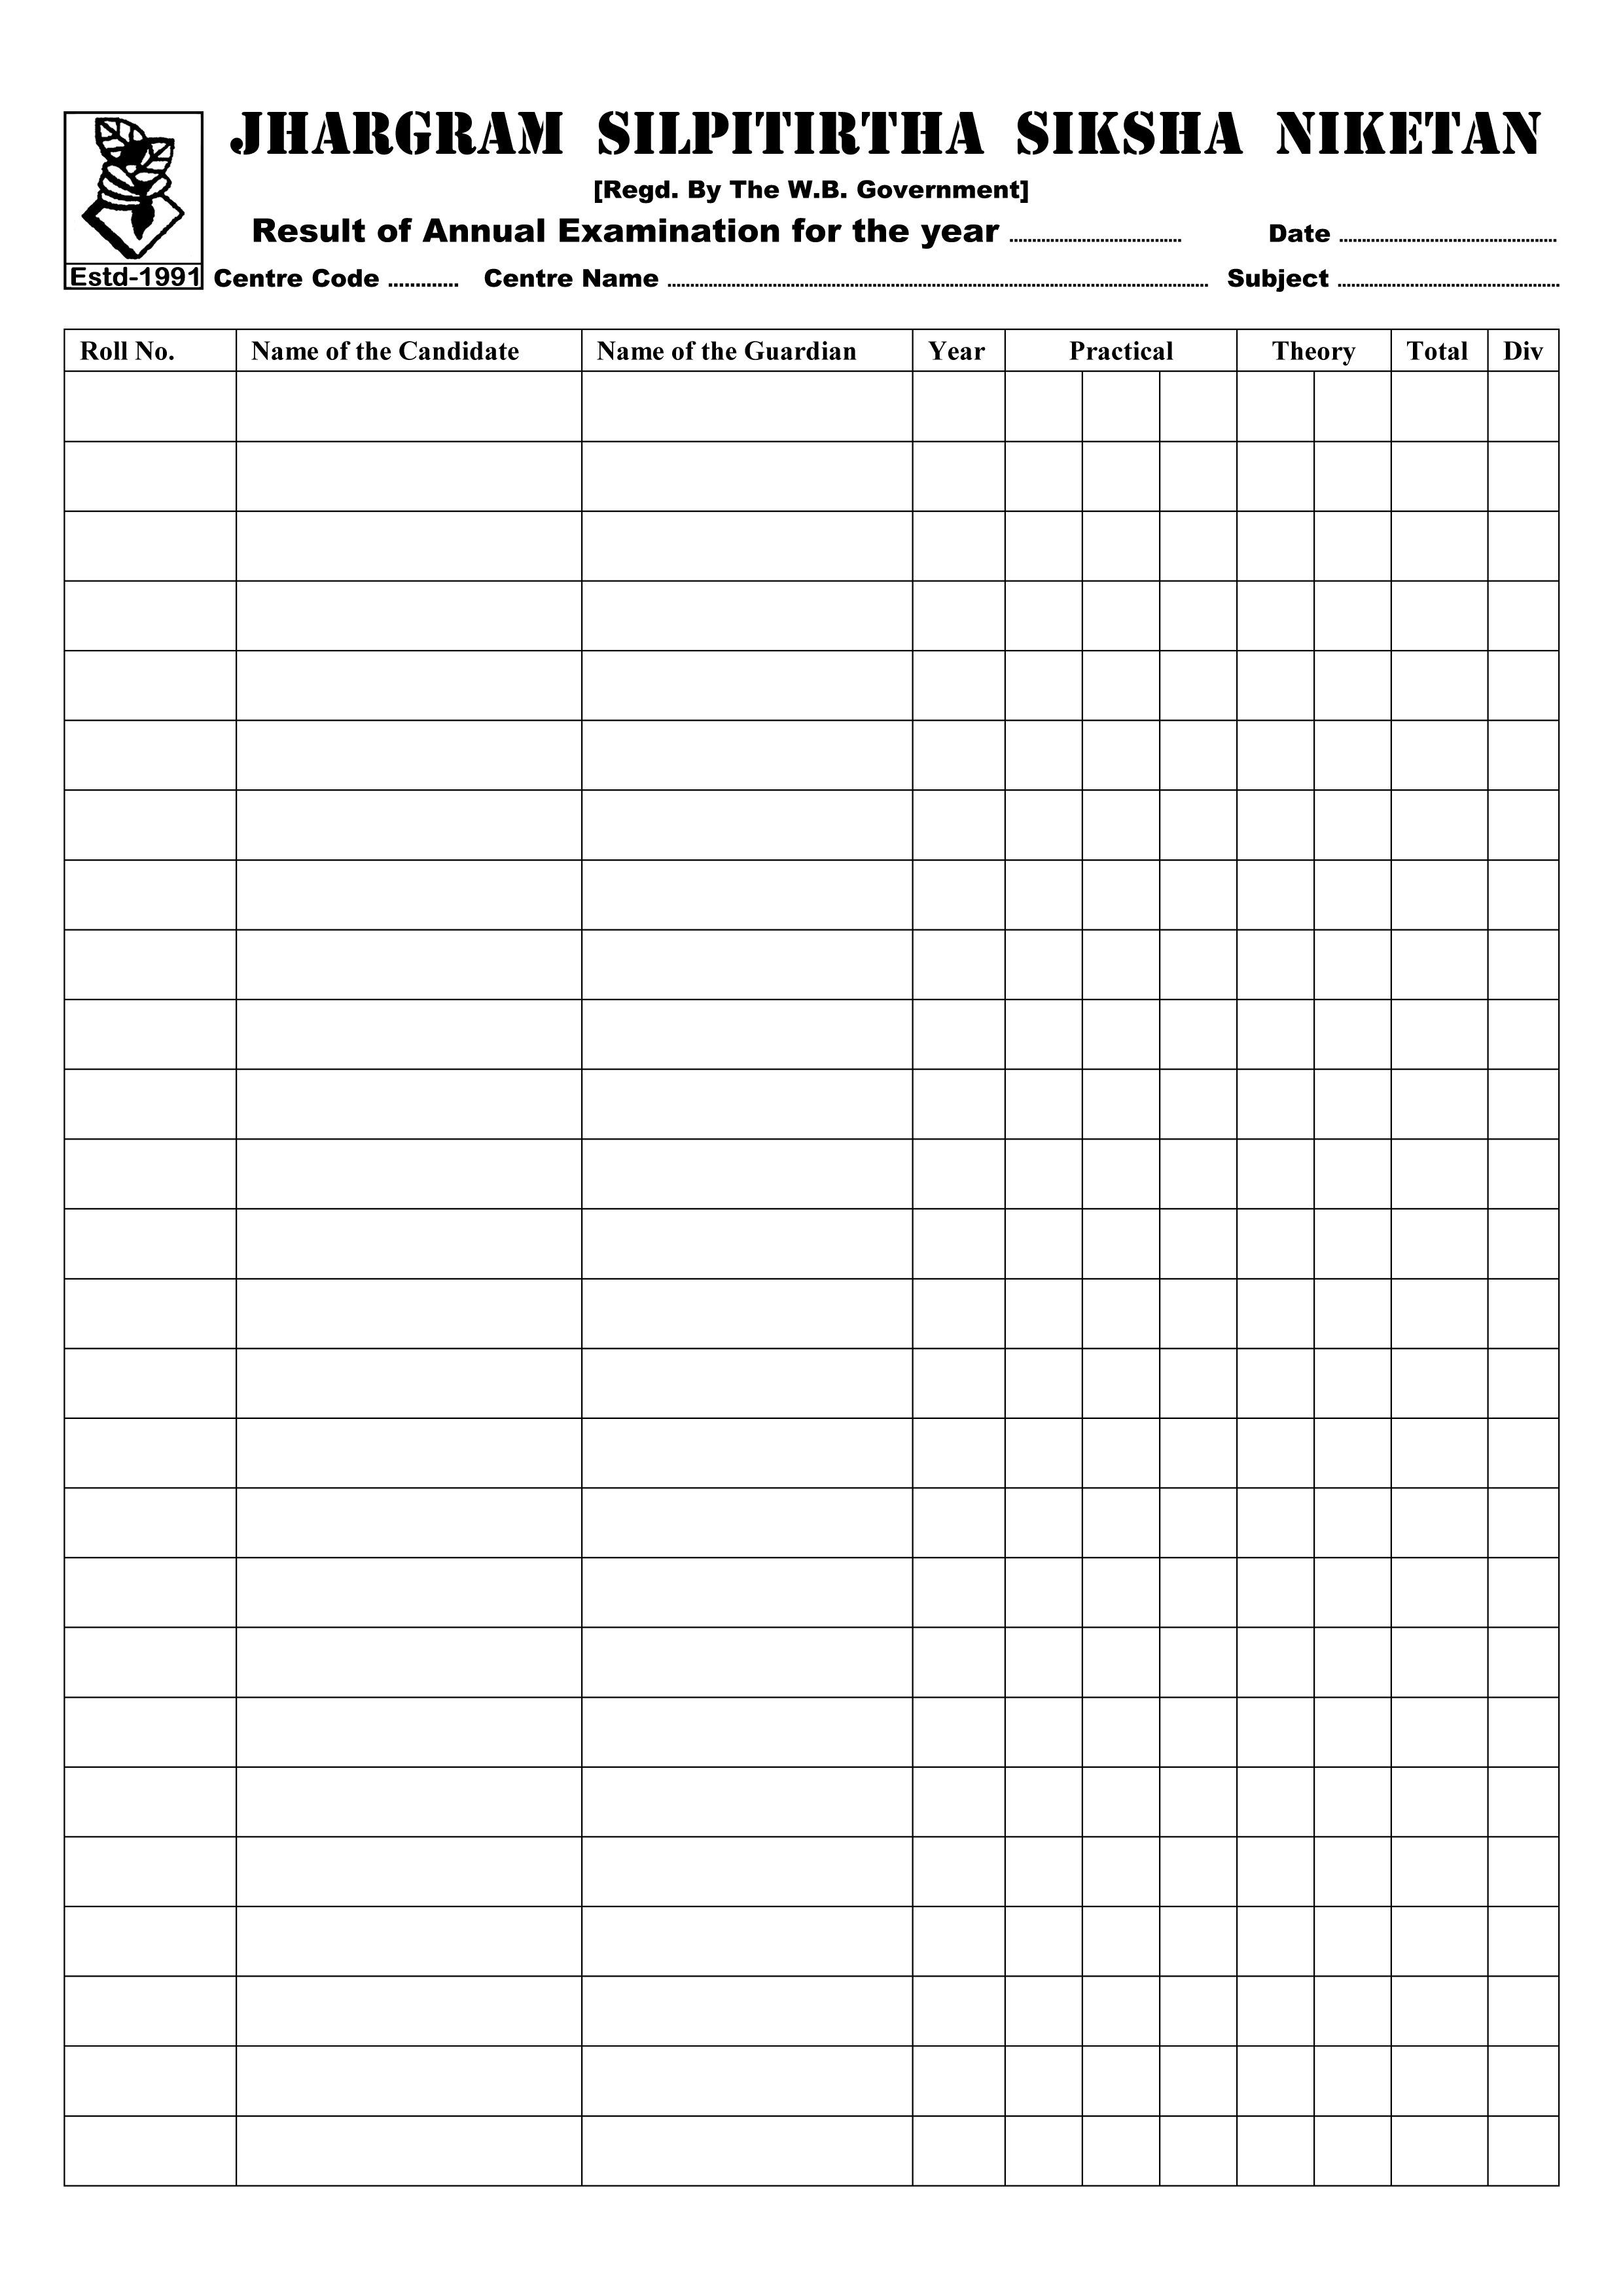 JHARGRAM SILPITIRTHA SIKSHA NIKETAN
[Regd. By The W.B. Government]
Result of Annual Examination for the year .............................. Date ......................................
Estd-1991 Centre Code ............. Centre Name ............................................................................................... Subject .......................................
Roll No. Name of the Candidate Name of the Guardian Year Practical Theory Total Div